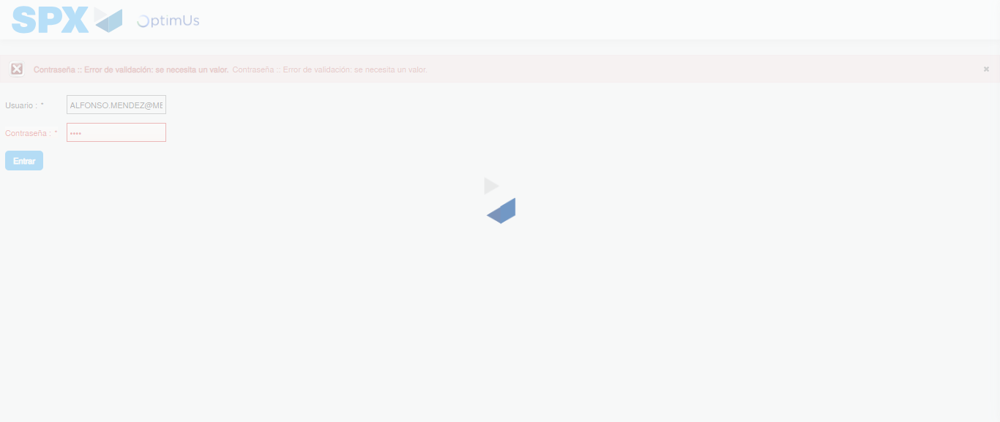 SPX OptimUs
Contraseña :: Error de validación: se necesita un valor. Contraseña :: Error de validación: se necesita un valor.
Usuario : * ALFONSO.MENDEZ@ME
Contraseña : * ••••
Entrar